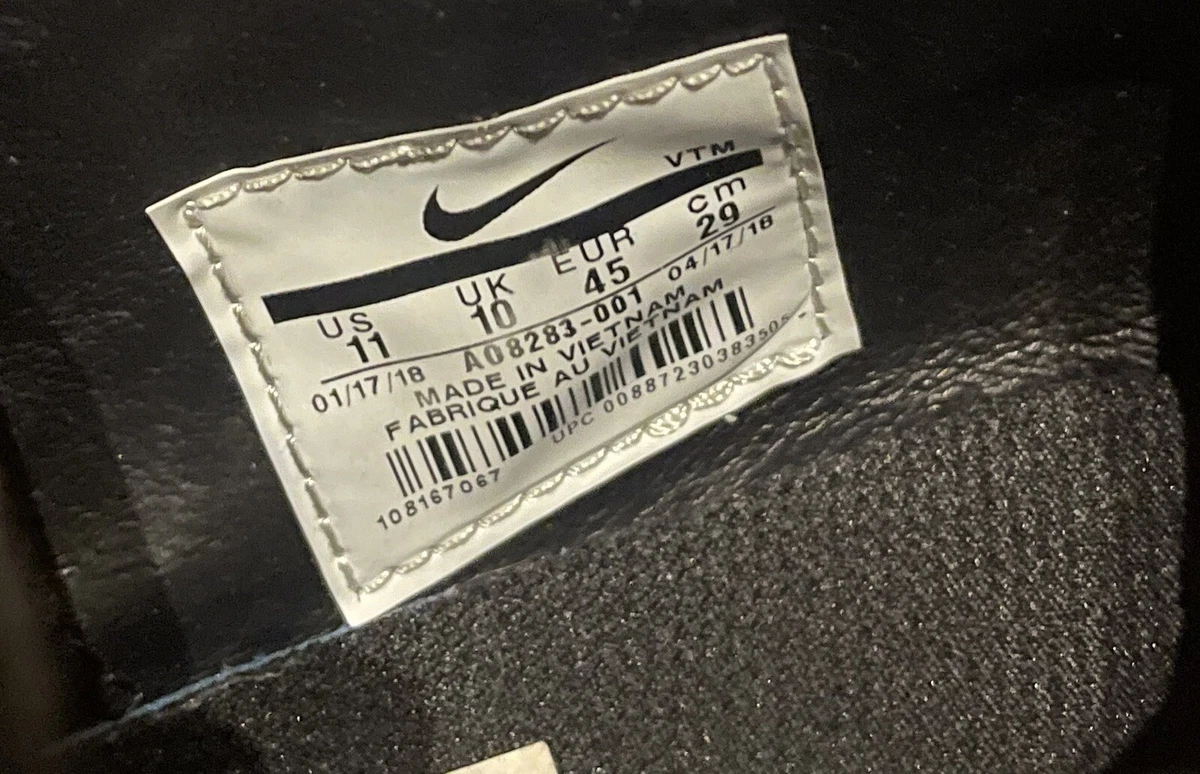 VTM
US UK EUR cm
11 10 45 29
01/17/18 AO8283-001 04/17/18
MADE IN VIETNAM
FABRIQUE AU VIETNAM
108167067 UPC 00887230383505